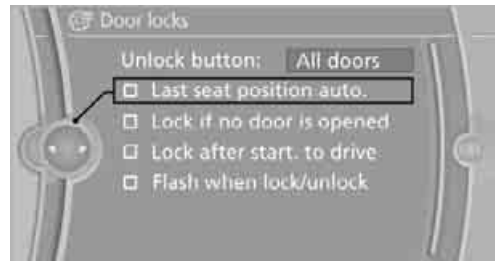 Door locks
Unlock button: All doors
Last seat position auto.
Lock if no door is opened
Lock after start. to drive
Flash when lock/unlock